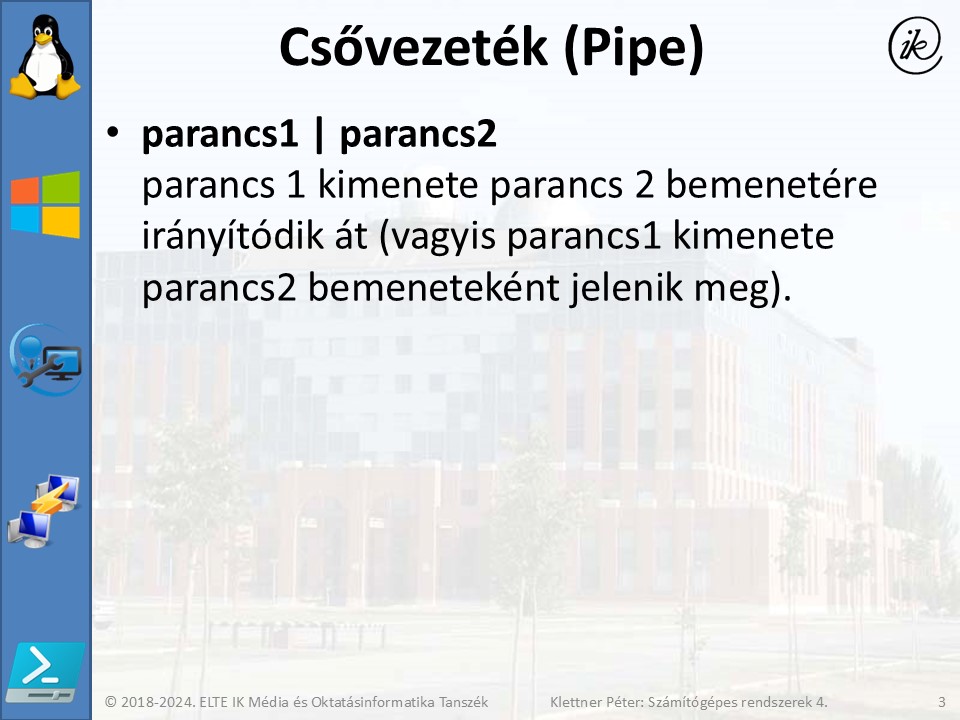 Csővezeték (Pipe)
ik
• parancs1 | parancs2
parancs 1 kimenete parancs 2 bemenetére
irányítódik át (vagyis parancs1 kimenete
parancs2 bemeneteként jelenik meg).
© 2018-2024. ELTE IK Média és Oktatásinformatika Tanszék Klettner Péter: Számítógépes rendszerek 4. 3